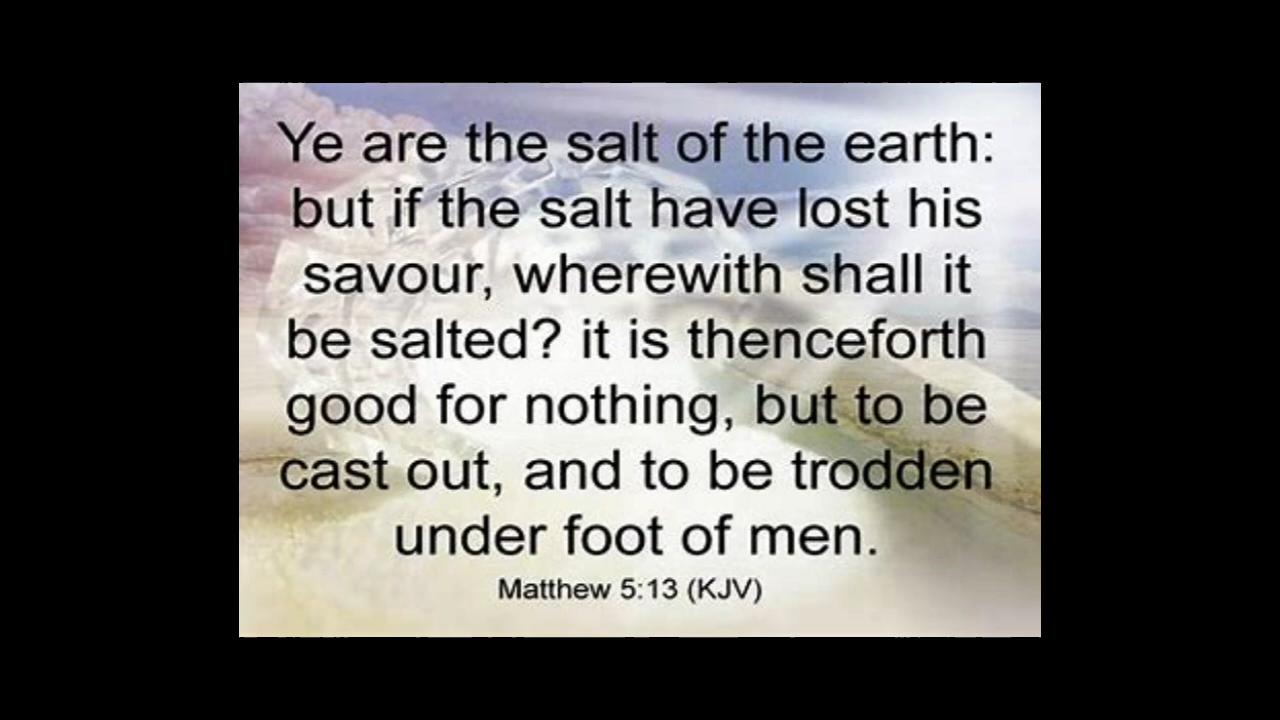 Ye are the salt of the earth:
but if the salt have lost his
savour, wherewith shall it
be salted? it is thenceforth
good for nothing, but to be
cast out, and to be trodden
under foot of men.
Matthew 5:13 (KJV)